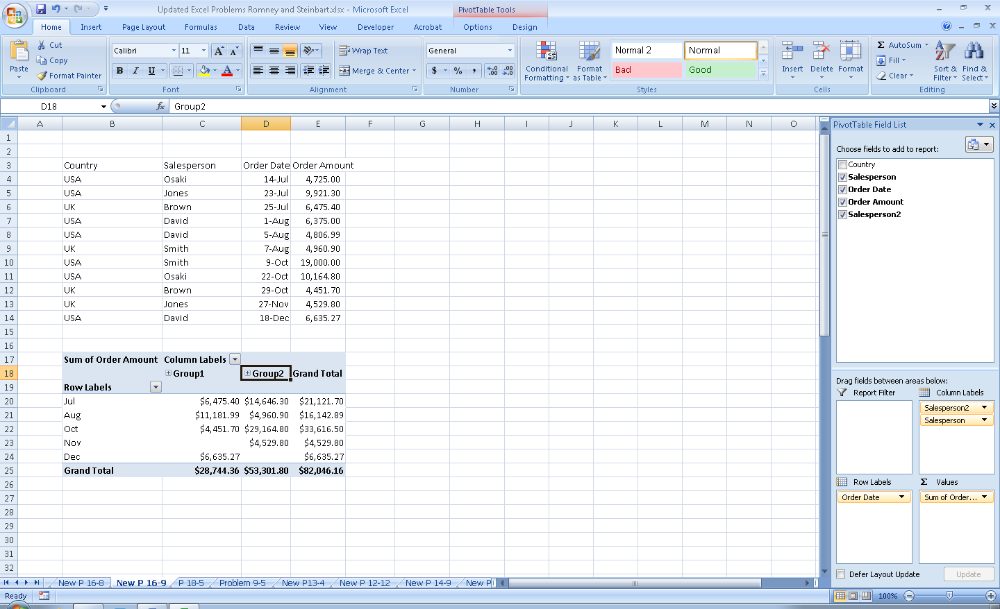 Updated Excel Problems Romney and Steinbart.xlsx - Microsoft Excel
PivotTable Tools
Home Insert Page Layout Formulas Data Review View Developer Acrobat Options Design
Paste
Cut
Copy
Format Painter
Clipboard
Calibri 11
B I U
Font
Wrap Text
Merge & Center
Alignment
General
$ % ,
Number
Conditional Formatting
Format as Table
Normal 2 Normal
Bad Good
Styles
Insert Delete Format
Cells
Σ AutoSum
Fill
Clear
Sort & Filter
Find & Select
Editing
D18 fx Group2
A B C D E F G H I J K L M N O
1
2
3 Country Salesperson Order Date Order Amount
4 USA Osaki 14-Jul 4,725.00
5 USA Jones 23-Jul 9,921.30
6 UK Brown 25-Jul 6,475.40
7 USA David 1-Aug 6,375.00
8 USA David 5-Aug 4,806.99
9 UK Smith 7-Aug 4,960.90
10 USA Smith 9-Oct 19,000.00
11 USA Osaki 22-Oct 10,164.80
12 UK Brown 29-Oct 4,451.70
13 UK Jones 27-Nov 4,529.80
14 USA David 18-Dec 6,635.27
15
16
17 Sum of Order Amount Column Labels
18 Group1 Group2 Grand Total
19 Row Labels
20 Jul $6,475.40 $14,646.30 $21,121.70
21 Aug $11,181.99 $4,960.90 $16,142.89
22 Oct $4,451.70 $29,164.80 $33,616.50
23 Nov $4,529.80 $4,529.80
24 Dec $6,635.27 $6,635.27
25 Grand Total $28,744.36 $53,301.80 $82,046.16
26
27
28
29
30
31
32
PivotTable Field List
Choose fields to add to report:
Country
Salesperson
Order Date
Order Amount
Salesperson2
Drag fields between areas below:
Report Filter Column Labels
Salesperson2
Salesperson
Row Labels Σ Values
Order Date Sum of Order...
Defer Layout Update Update
New P 16-8 New P 16-9 P 18-5 Problem 9-5 New P13-4 New P 12-12 New P 14-9 New P
Ready 100%